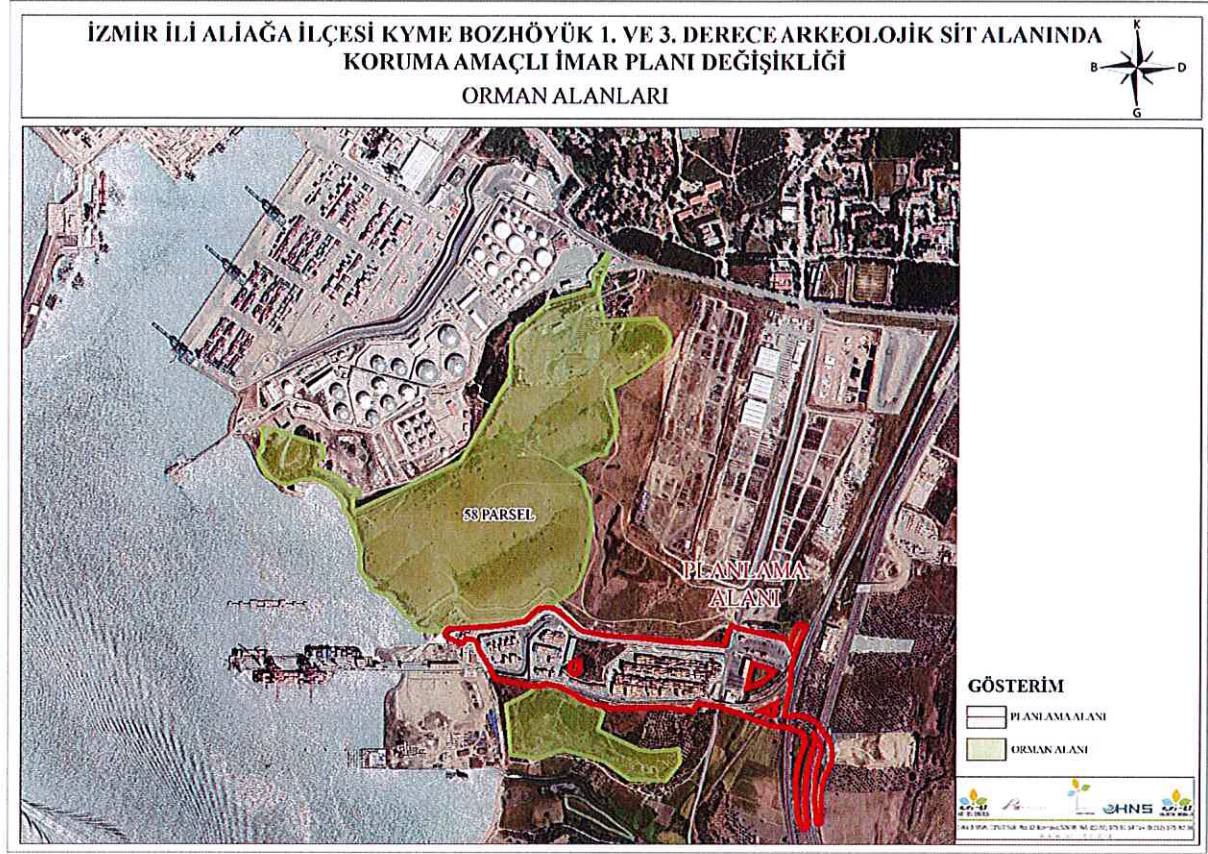 İZMİR İLİ ALİAĞA İLÇESİ KYME BOZHÖYÜK 1. VE 3. DERECE ARKEOLOJİK SİT ALANINDA
KORUMA AMAÇLI İMAR PLANI DEĞİŞİKLİĞİ
ORMAN ALANLARI
K
B D
G
58 PARSEL
PLANLAMA
ALANI
GÖSTERİM
PLANLAMA ALANI
ORMAN ALANI
HNS